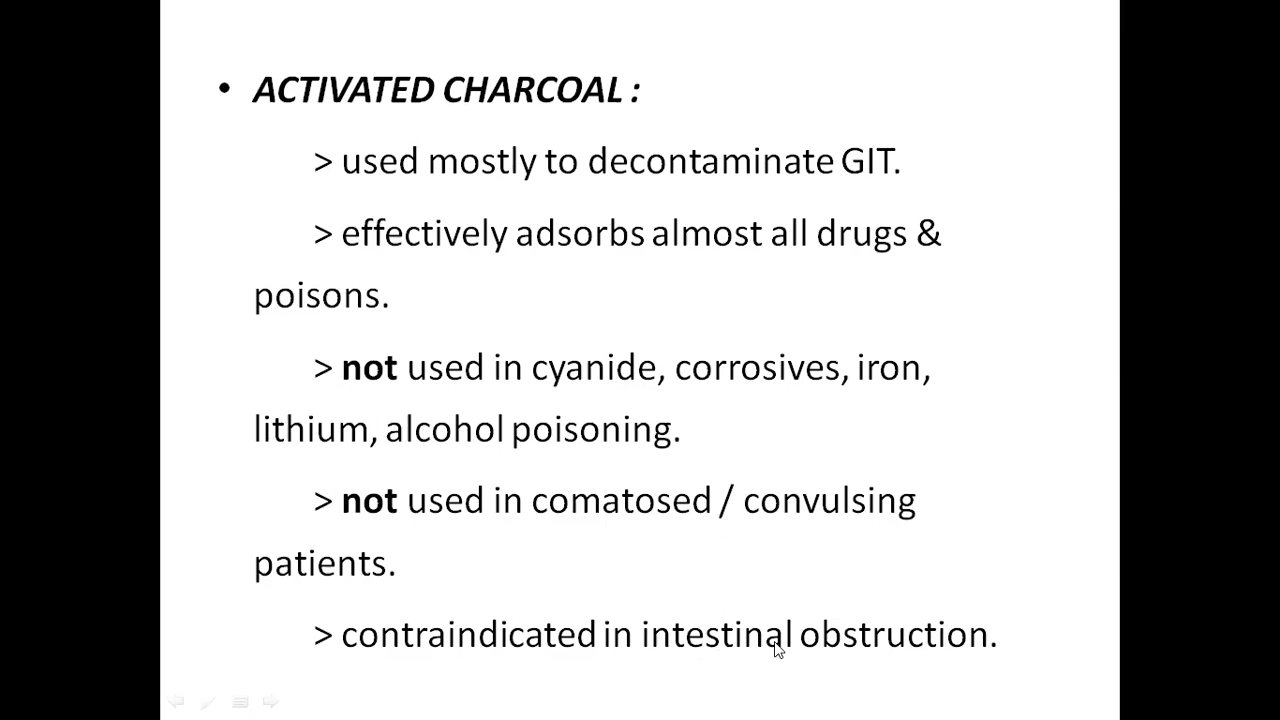 • ACTIVATED CHARCOAL :
> used mostly to decontaminate GIT.
> effectively adsorbs almost all drugs &
poisons.
> not used in cyanide, corrosives, iron,
lithium, alcohol poisoning.
> not used in comatosed / convulsing
patients.
> contraindicated in intestinal obstruction.